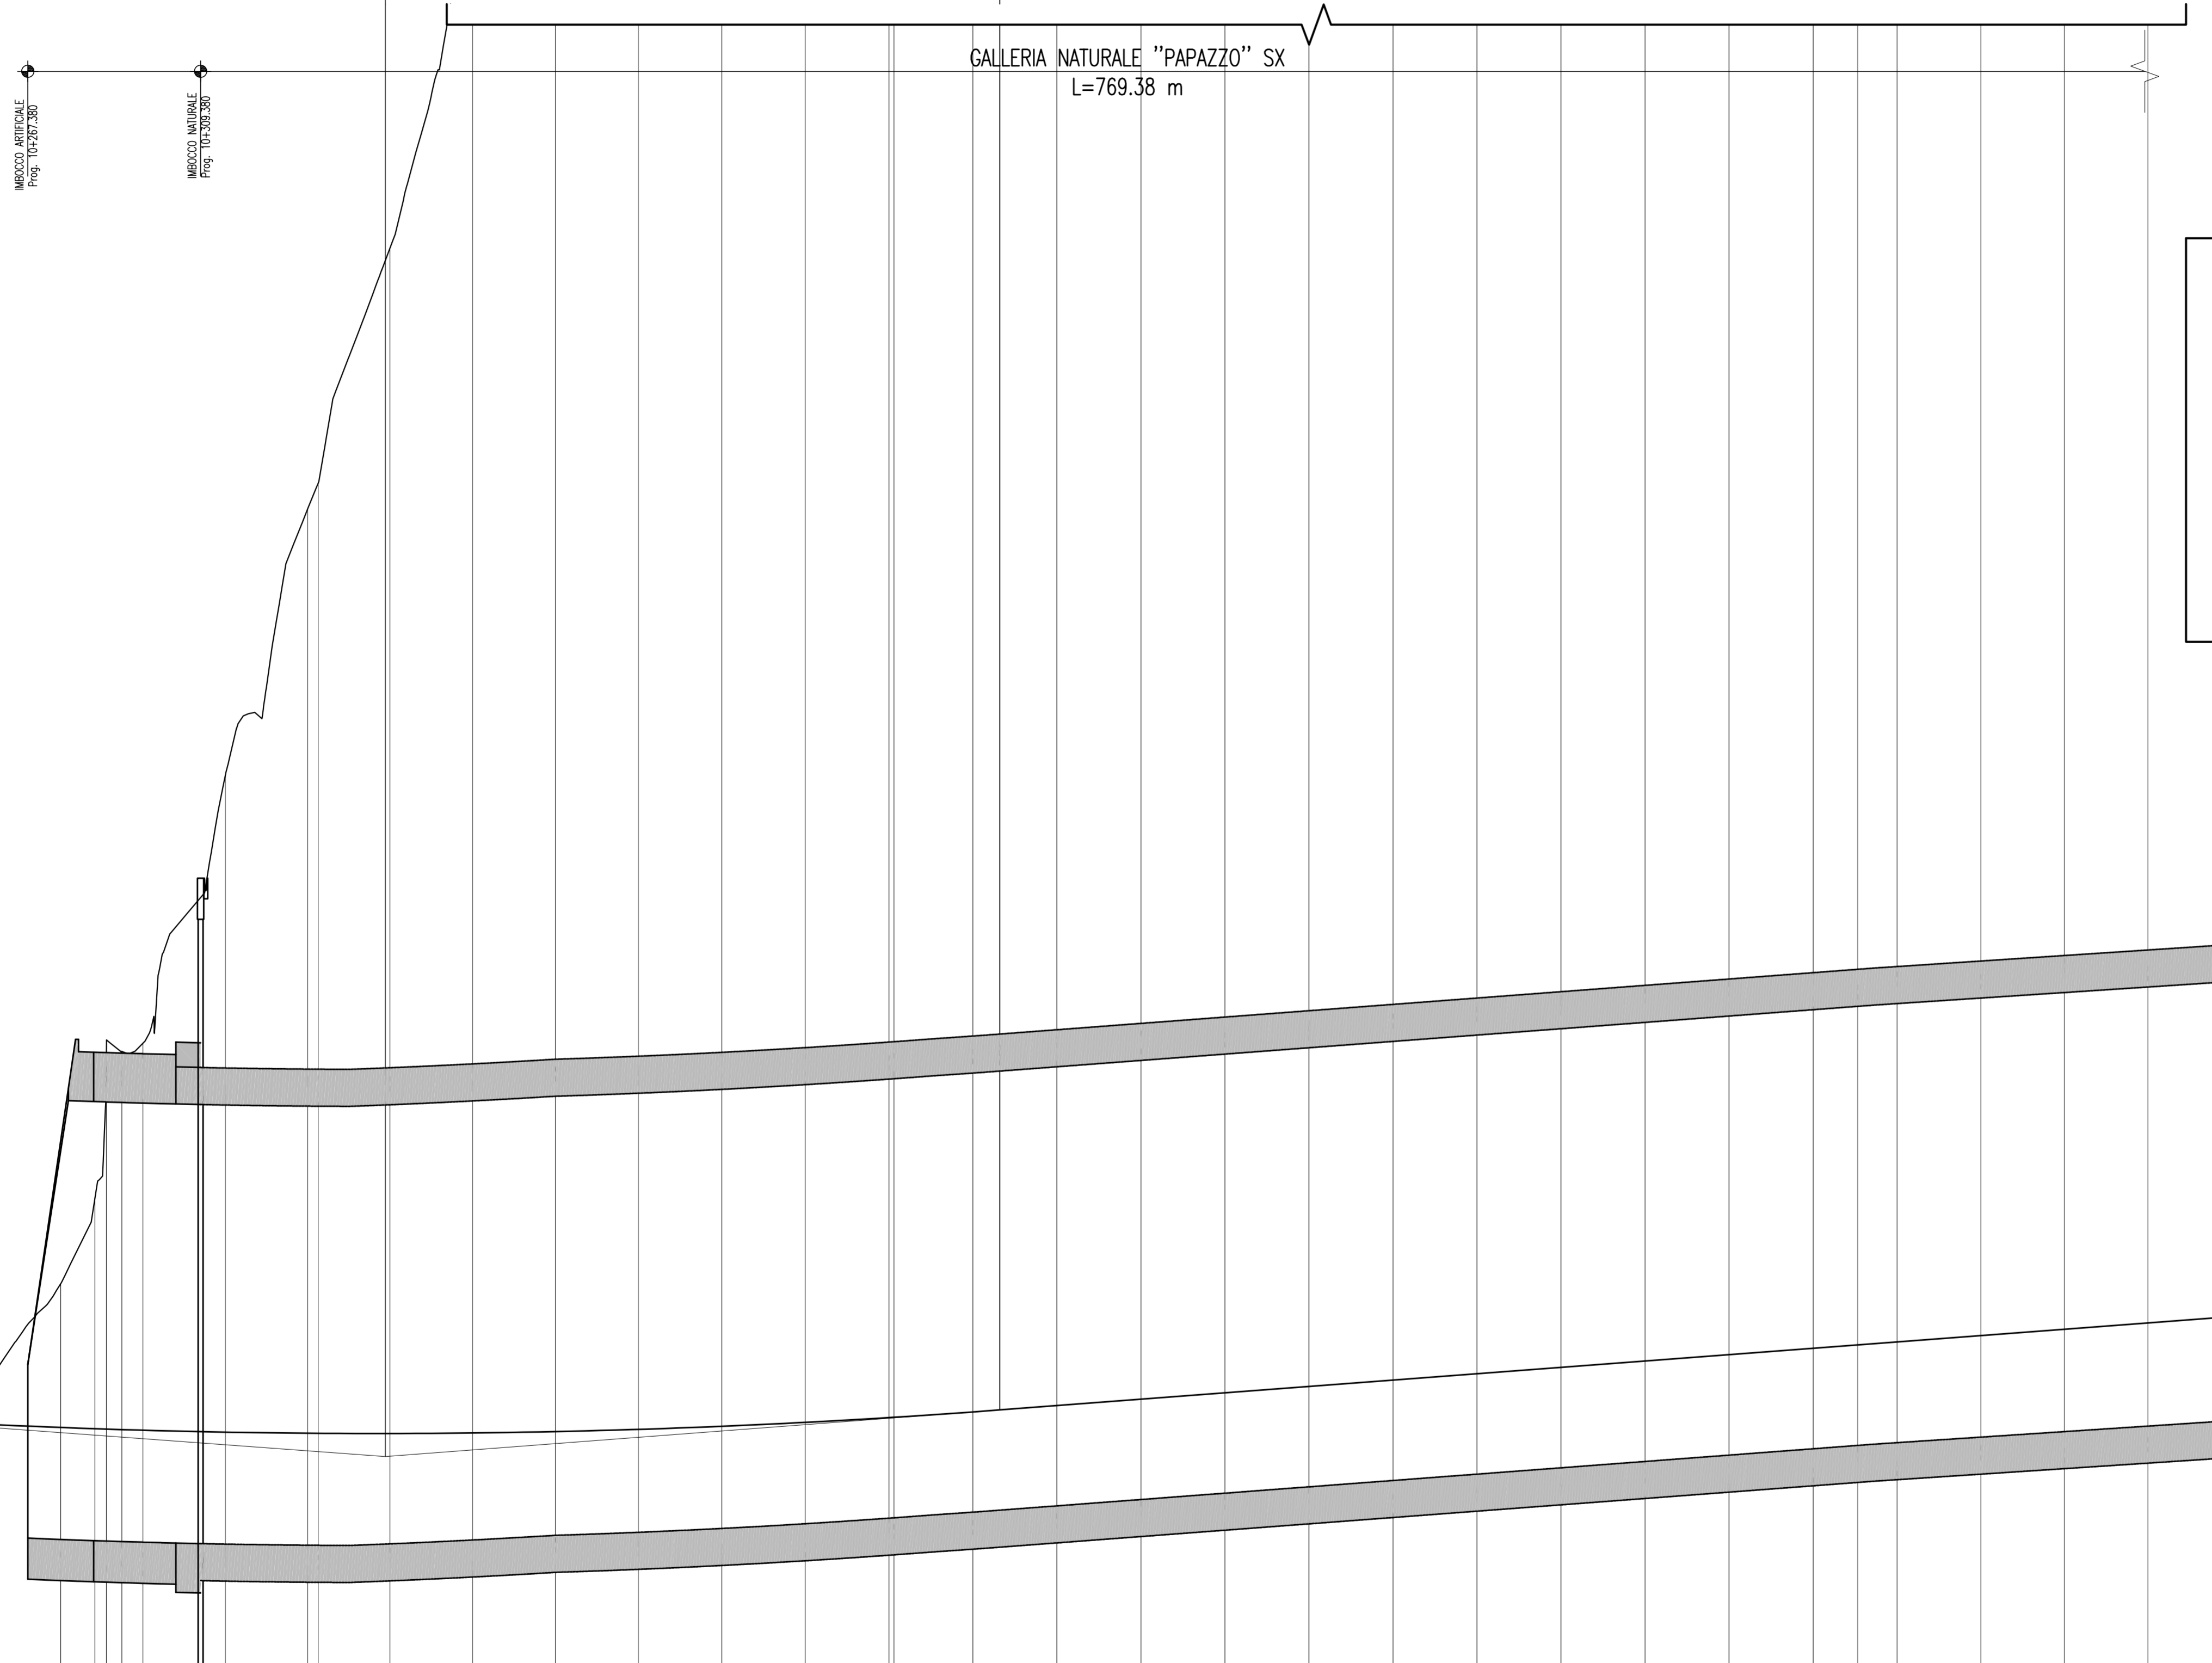 GALLERIA NATURALE "PAPAZZO" SX
L=769.38 m
IMBOCCO ARTIFICIALE
Prog. 10+267.380
IMBOCCO NATURALE
Prog. 10+309.380